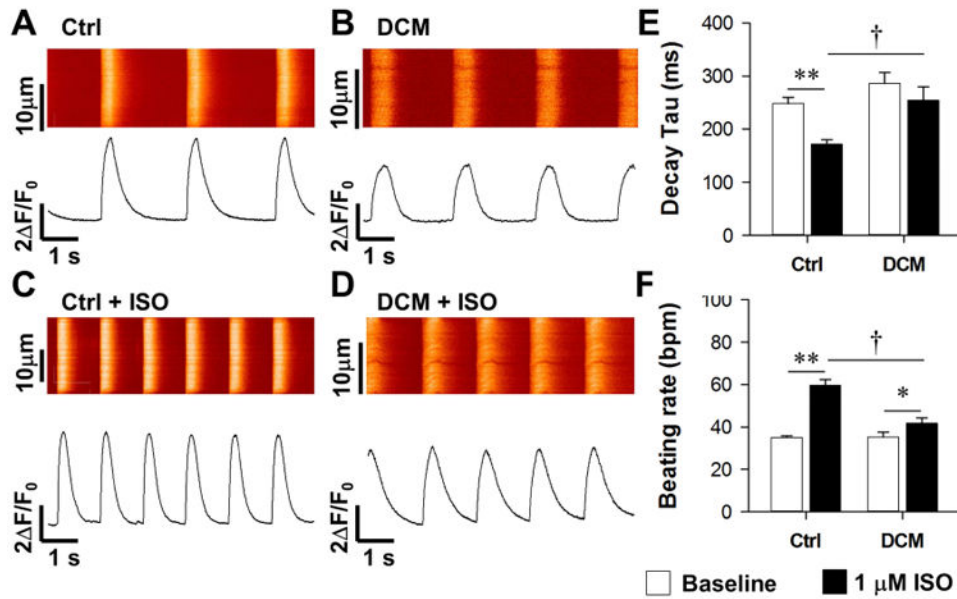 A Ctrl
10μm
2ΔF/F0
1 s
B DCM
10μm
2ΔF/F0
1 s
C Ctrl + ISO
10μm
2ΔF/F0
1 s
D DCM + ISO
10μm
2ΔF/F0
1 s
E
Decay Tau (ms)
400
300
200
100
0
**
†
Ctrl DCM
F
Beating rate (bpm)
100
80
60
40
20
0
**
†
*
Ctrl DCM
Baseline 1 μM ISO